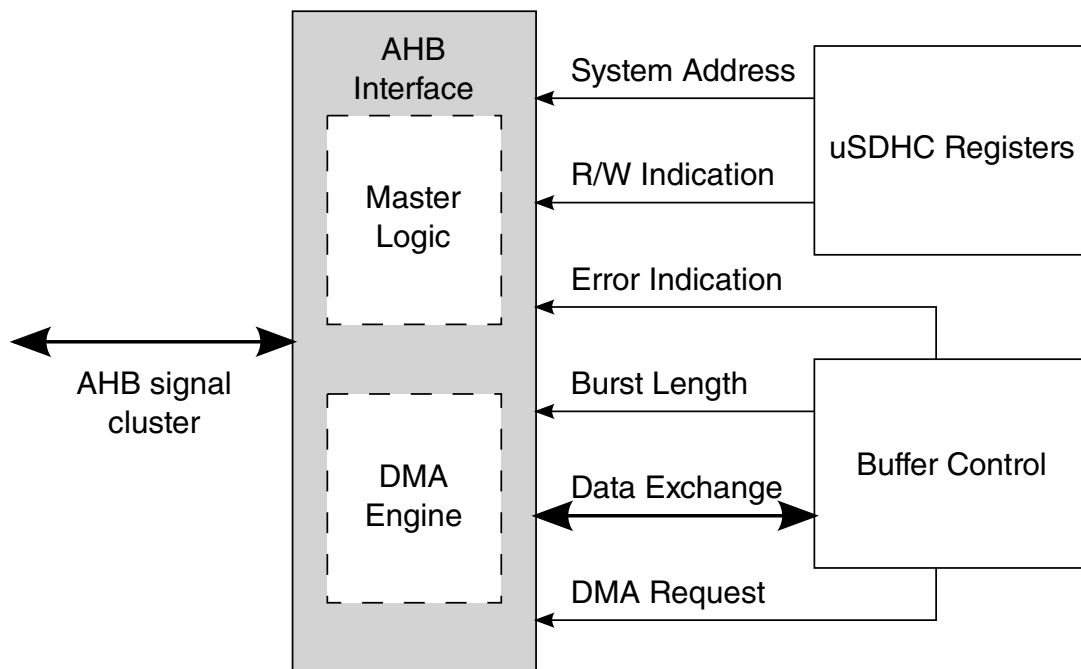 AHB
Interface
Master
Logic
DMA
Engine
AHB signal
cluster
System Address
R/W Indication
Error Indication
Burst Length
Data Exchange
DMA Request
uSDHC Registers
Buffer Control